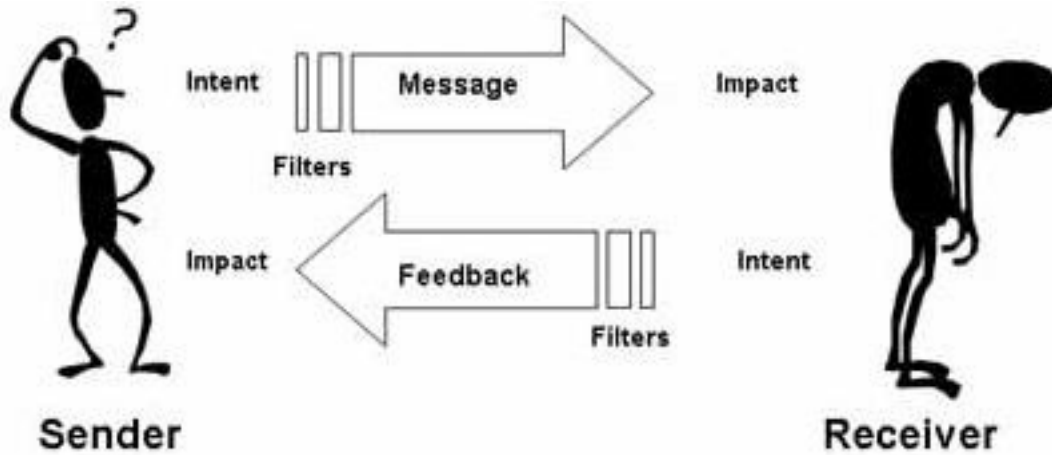 ?
Intent
Message
Impact
Filters
Impact
Feedback
Intent
Filters
Sender
Receiver